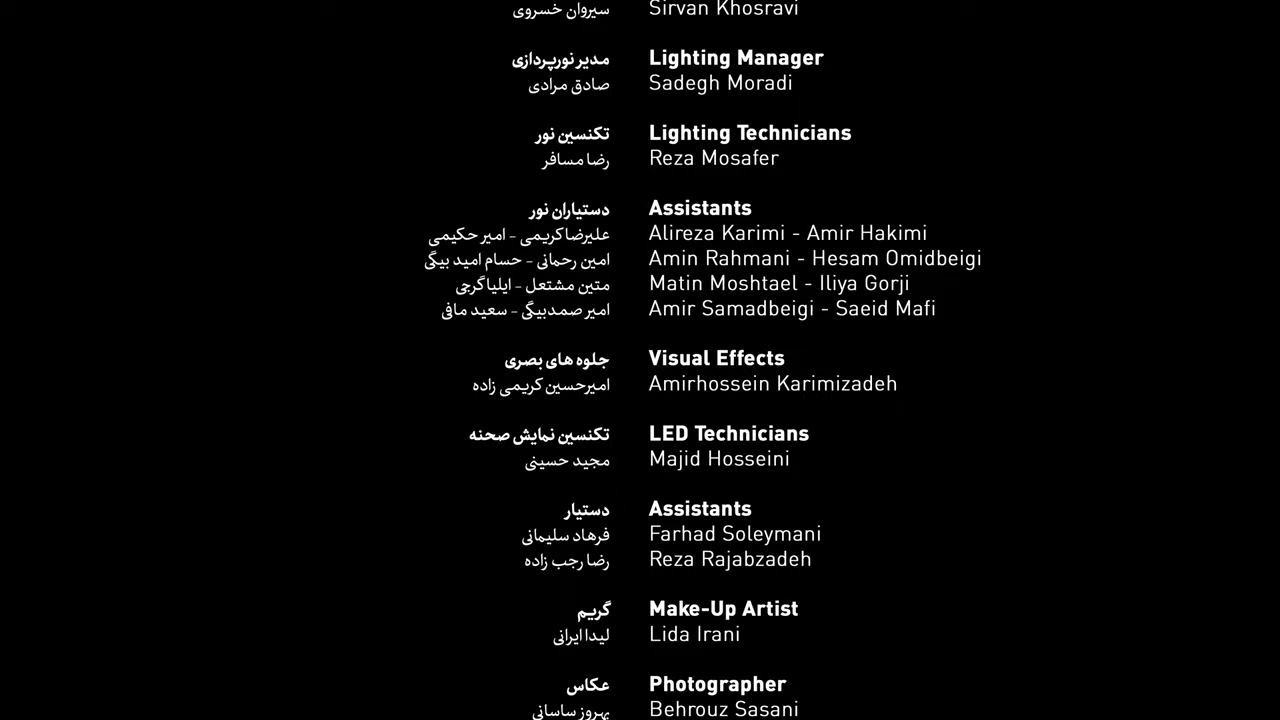 سیروان خسروی Sirvan Khosravi
مدیر نورپردازی Lighting Manager
صادق مرادی Sadegh Moradi
تکنسین نور Lighting Technicians
رضا مسافر Reza Mosafer
دستیاران نور Assistants
علیرضا کریمی - امیر حکیمی Alireza Karimi - Amir Hakimi
امین رحمانی - حسام امید بیگی Amin Rahmani - Hesam Omidbeigi
متین مشتعل - ایلیا گرجی Matin Moshtael - Iliya Gorji
امیر صمدبیگی - سعید مافی Amir Samadbeigi - Saeid Mafi
جلوه های بصری Visual Effects
امیرحسین کریمی زاده Amirhossein Karimizadeh
تکنسین نمایش صحنه LED Technicians
مجید حسینی Majid Hosseini
دستیار Assistants
فرهاد سلیمانی Farhad Soleymani
رضا رجب زاده Reza Rajabzadeh
گریم Make-Up Artist
لیدا ایرانی Lida Irani
عکاس Photographer
بهروز ساسانی Behrouz Sasani